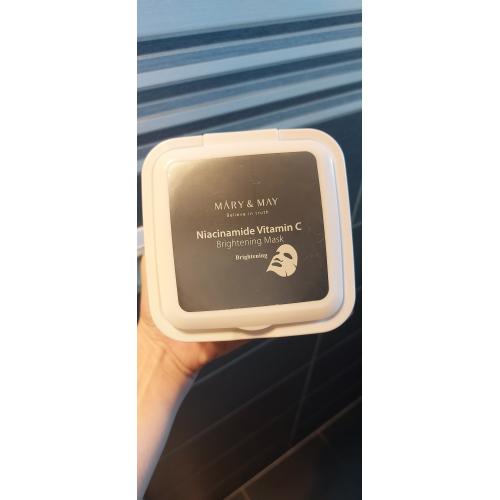 MARY & MAY
Believe in truth
Niacinamide Vitamin C
Brightening Mask
Brightening